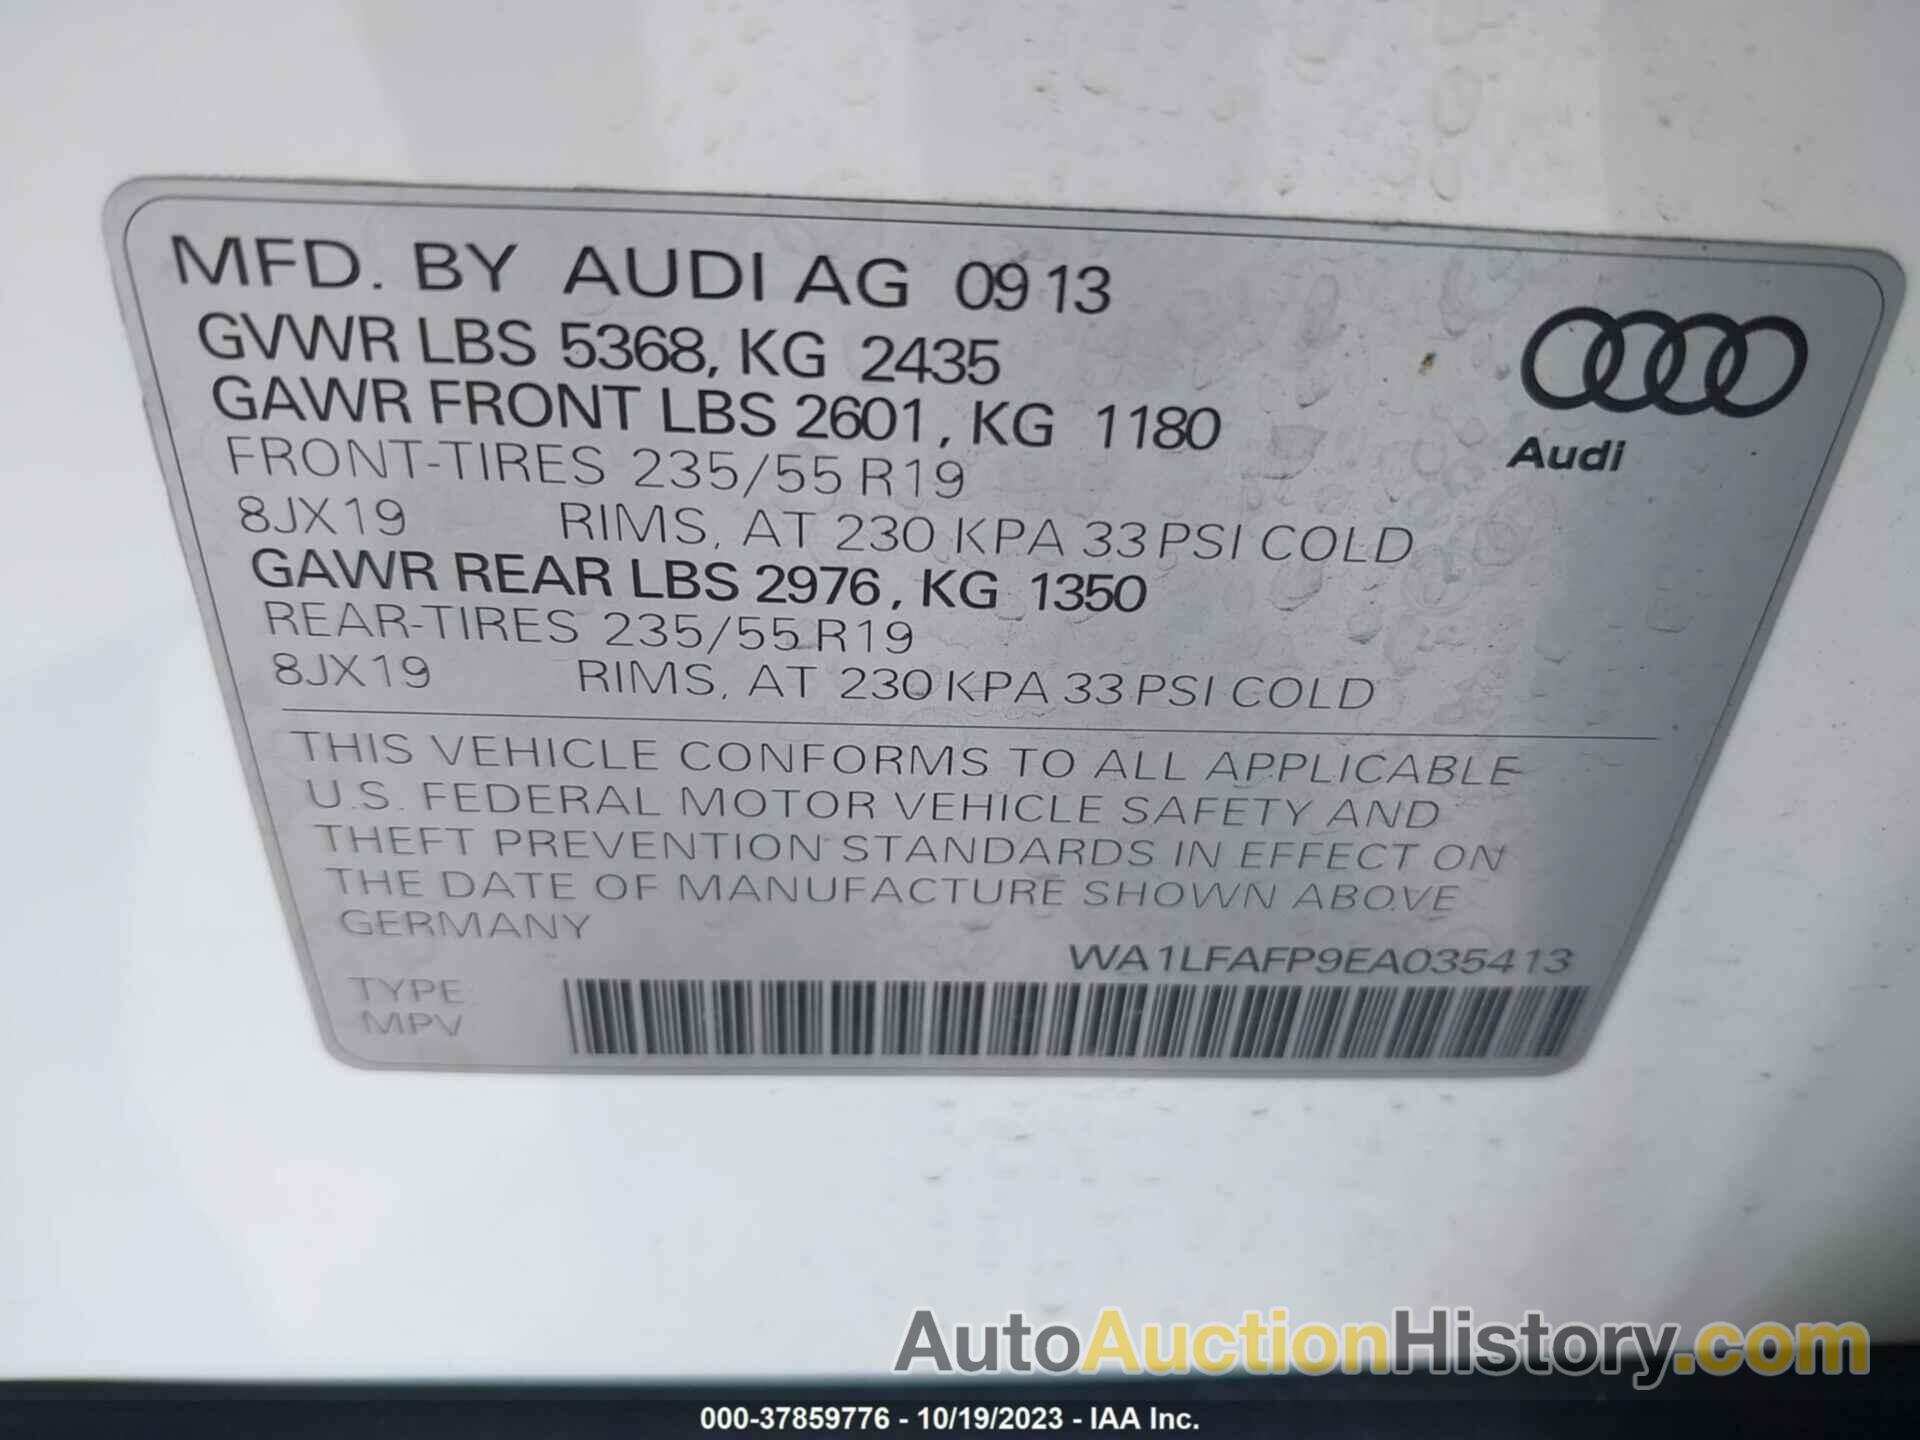 MFD. BY AUDI AG 0913
GVWR LBS 5368, KG 2435
GAWR FRONT LBS 2601, KG 1180
FRONT-TIRES 235/55 R19
8JX19 RIMS, AT 230 KPA 33 PSI COLD
GAWR REAR LBS 2976, KG 1350
REAR-TIRES 235/55 R19
8JX19 RIMS, AT 230 KPA 33 PSI COLD
Audi
THIS VEHICLE CONFORMS TO ALL APPLICABLE
U.S. FEDERAL MOTOR VEHICLE SAFETY AND
THEFT PREVENTION STANDARDS IN EFFECT ON
THE DATE OF MANUFACTURE SHOWN ABOVE
GERMANY
WA1LFAFP9EA035413
TYPE:
MPV
AutoAuctionHistory.com
000-37859776 - 10/19/2023 - IAA Inc.